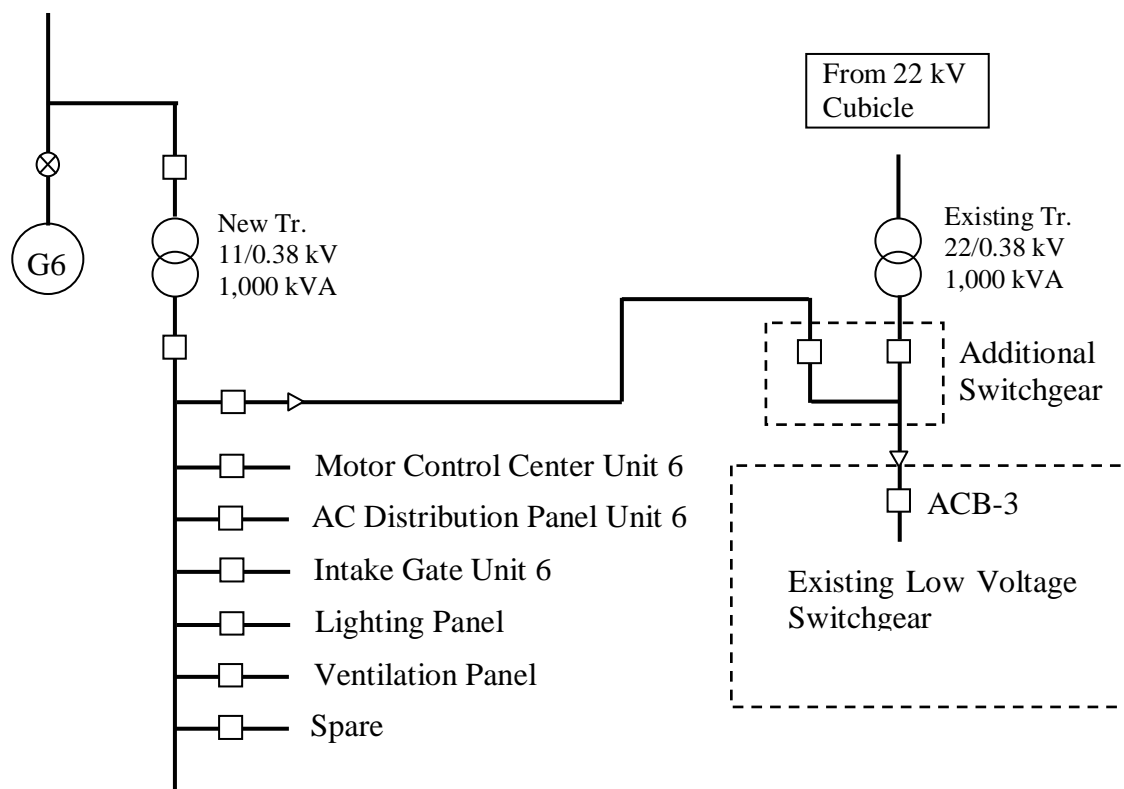 From 22 kV
Cubicle
G6
New Tr.
11/0.38 kV
1,000 kVA
Existing Tr.
22/0.38 kV
1,000 kVA
Additional
Switchgear
Motor Control Center Unit 6
AC Distribution Panel Unit 6
Intake Gate Unit 6
Lighting Panel
Ventilation Panel
Spare
ACB-3
Existing Low Voltage
Switchgear